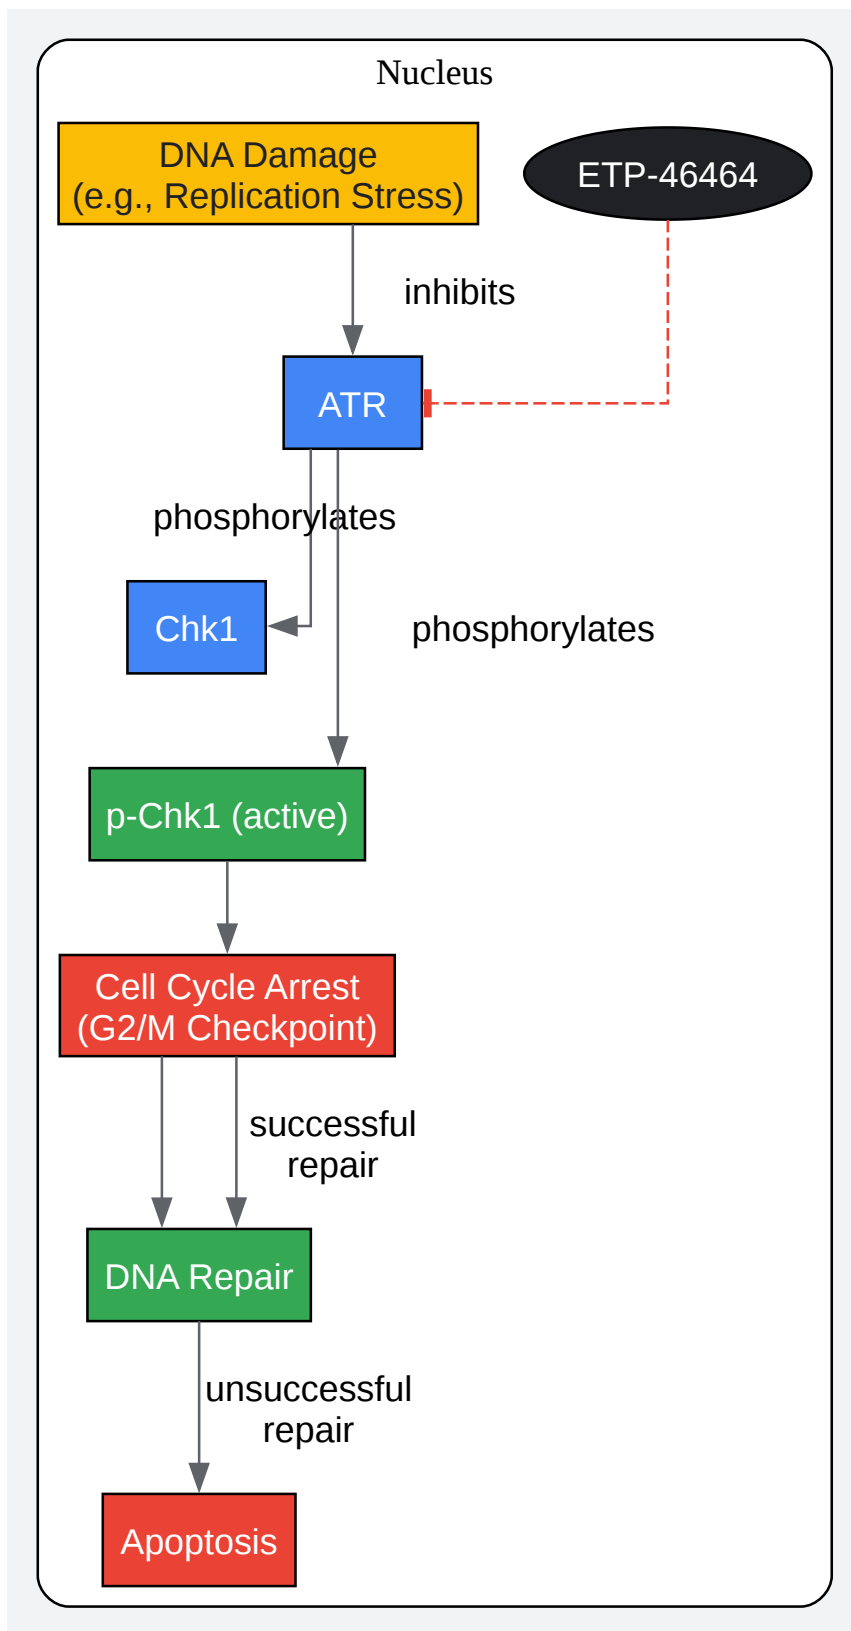 Nucleus
DNA Damage
(e.g., Replication Stress)
ETP-46464
inhibits
ATR
phosphorylates
Chk1
phosphorylates
p-Chk1 (active)
Cell Cycle Arrest
(G2/M Checkpoint)
successful
repair
DNA Repair
unsuccessful
repair
Apoptosis